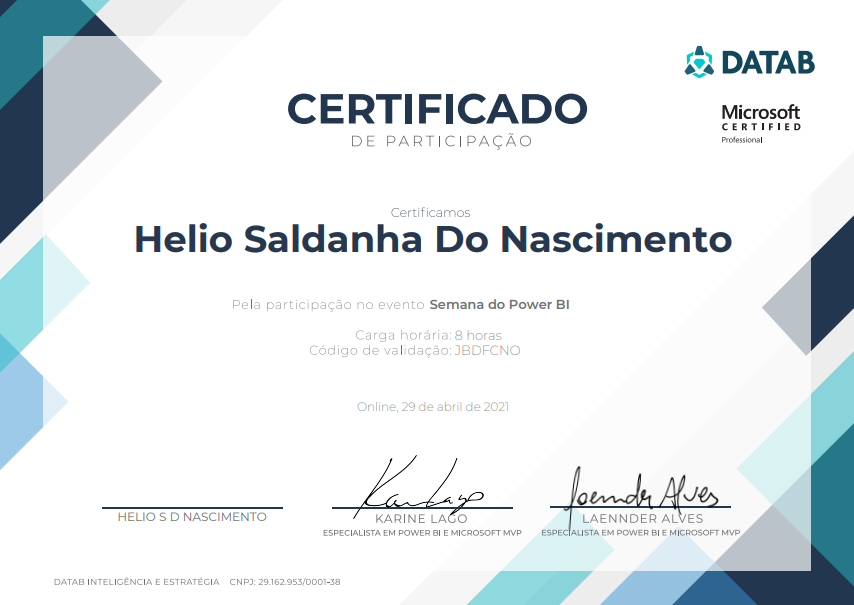 DATAB
CERTIFICADO
DE PARTICIPAÇÃO
Microsoft
CERTIFIED
Professional
Certificamos
Helio Saldanha Do Nascimento
Pela participação no evento Semana do Power BI
Carga horária: 8 horas
Código de validação: JBDFCNO
Online, 29 de abril de 2021
Karine Lago
Laennder Alves
HELIO S D NASCIMENTO
KARINE LAGO
LAENNDER ALVES
ESPECIALISTA EM POWER BI E MICROSOFT MVP
ESPECIALISTA EM POWER BI E MICROSOFT MVP
DATAB INTELIGÊNCIA E ESTRATÉGIA CNPJ: 29.162.953/0001-38